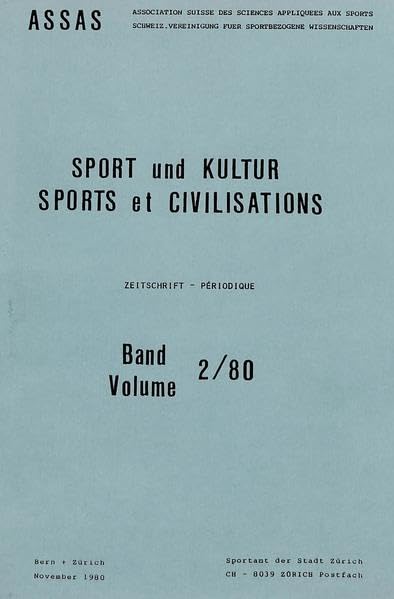 ASSAS
ASSOCIATION SUISSE DES SCIENCES APPLIQUEES AUX SPORTS
SCHWEIZ.VEREINIGUNG FUER SPORTBEZOGENE WISSENSCHAFTEN
SPORT und KULTUR
SPORTS et CIVILISATIONS
ZEITSCHRIFT - PÉRIODIQUE
Band
Volume
2/80
Bern + Zürich
November 1980
Sportamt der Stadt Zürich
CH - 8039 ZÜRICH Postfach